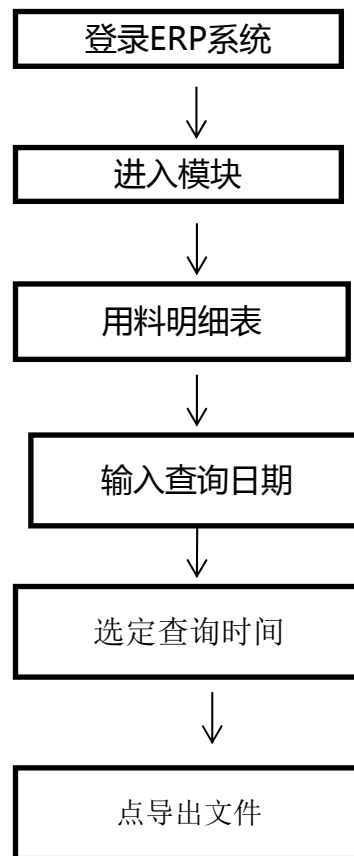 登录ERP系统
进入模块
用料明细表
输入查询日期
选定查询时间
点导出文件